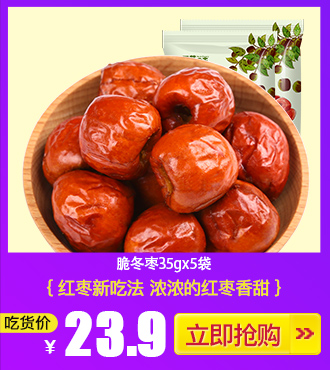 脆冬枣35gx5袋
{ 红枣新吃法 浓浓的红枣香甜 }
吃货价
¥ 23.9
立即抢购 »